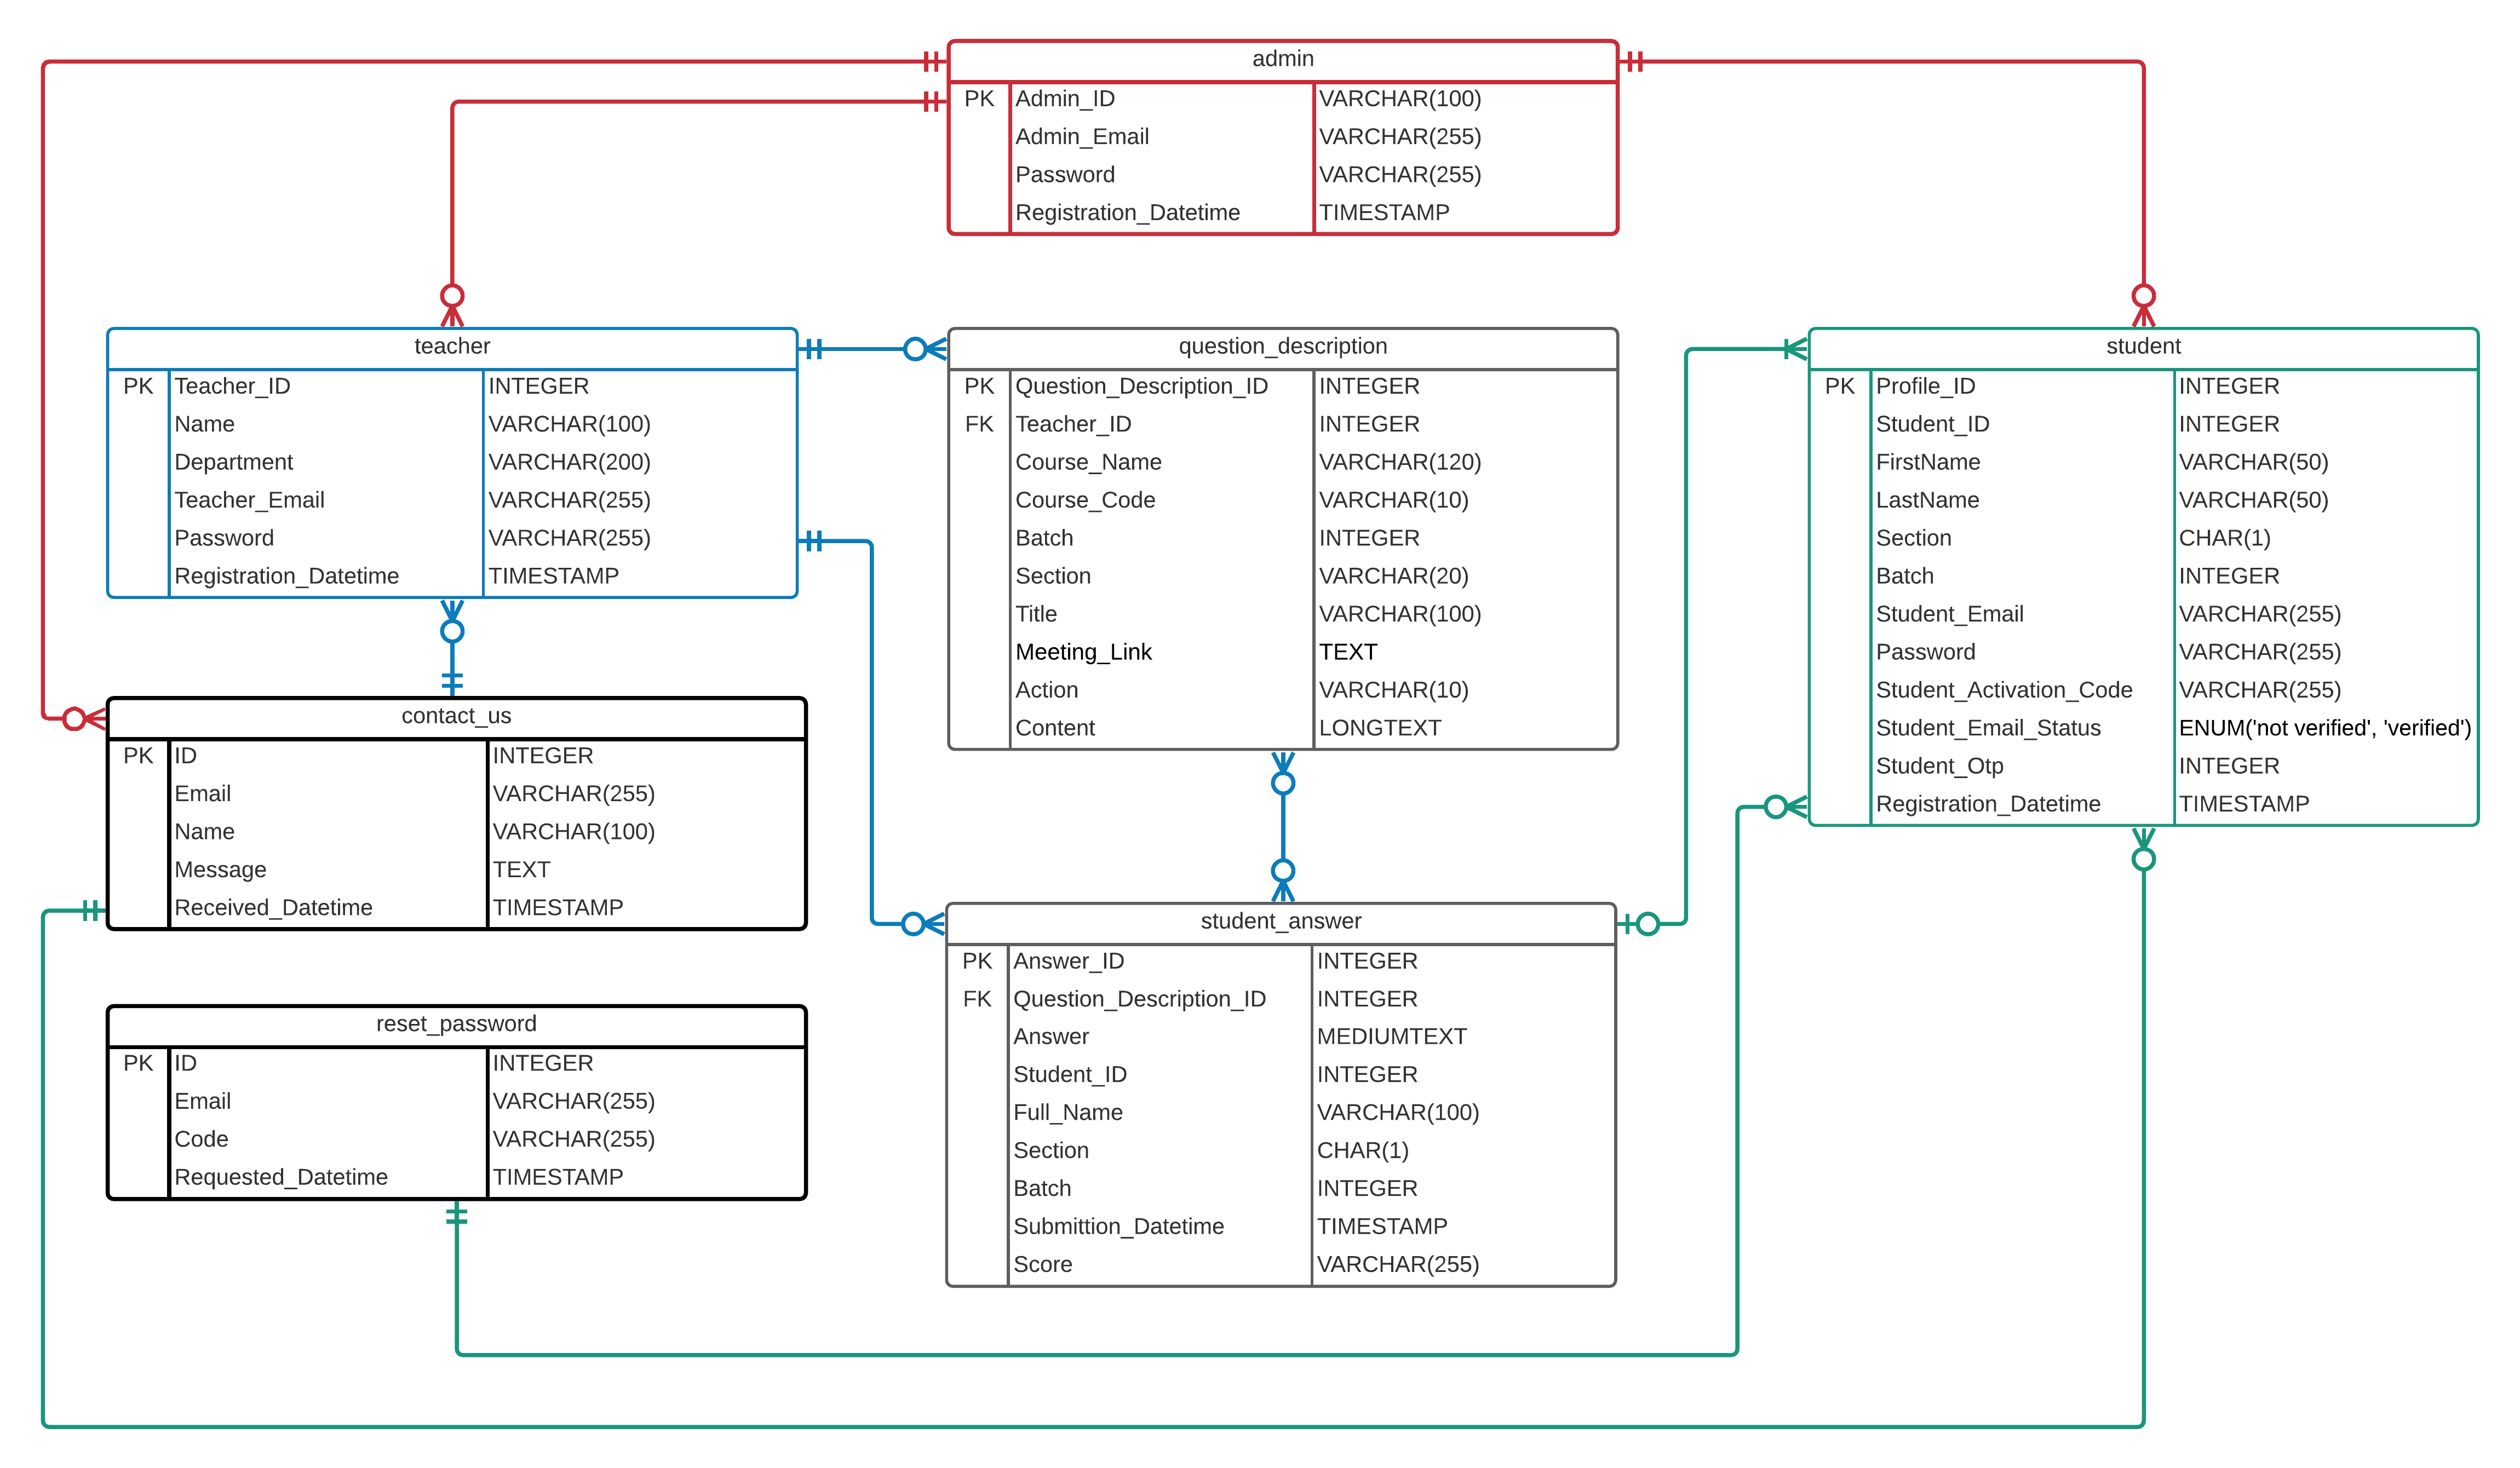 admin
PK Admin_ID VARCHAR(100)
Admin_Email VARCHAR(255)
Password VARCHAR(255)
Registration_Datetime TIMESTAMP
teacher
PK Teacher_ID INTEGER
Name VARCHAR(100)
Department VARCHAR(200)
Teacher_Email VARCHAR(255)
Password VARCHAR(255)
Registration_Datetime TIMESTAMP
question_description
PK Question_Description_ID INTEGER
FK Teacher_ID INTEGER
Course_Name VARCHAR(120)
Course_Code VARCHAR(10)
Batch INTEGER
Section VARCHAR(20)
Title VARCHAR(100)
Meeting_Link TEXT
Action VARCHAR(10)
Content LONGTEXT
student
PK Profile_ID INTEGER
Student_ID INTEGER
FirstName VARCHAR(50)
LastName VARCHAR(50)
Section CHAR(1)
Batch INTEGER
Student_Email VARCHAR(255)
Password VARCHAR(255)
Student_Activation_Code VARCHAR(255)
Student_Email_Status ENUM('not verified', 'verified')
Student_Otp INTEGER
Registration_Datetime TIMESTAMP
contact_us
PK ID INTEGER
Email VARCHAR(255)
Name VARCHAR(100)
Message TEXT
Received_Datetime TIMESTAMP
student_answer
PK Answer_ID INTEGER
FK Question_Description_ID INTEGER
Answer MEDIUMTEXT
Student_ID INTEGER
Full_Name VARCHAR(100)
Section CHAR(1)
Batch INTEGER
Submittion_Datetime TIMESTAMP
Score VARCHAR(255)
reset_password
PK ID INTEGER
Email VARCHAR(255)
Code VARCHAR(255)
Requested_Datetime TIMESTAMP